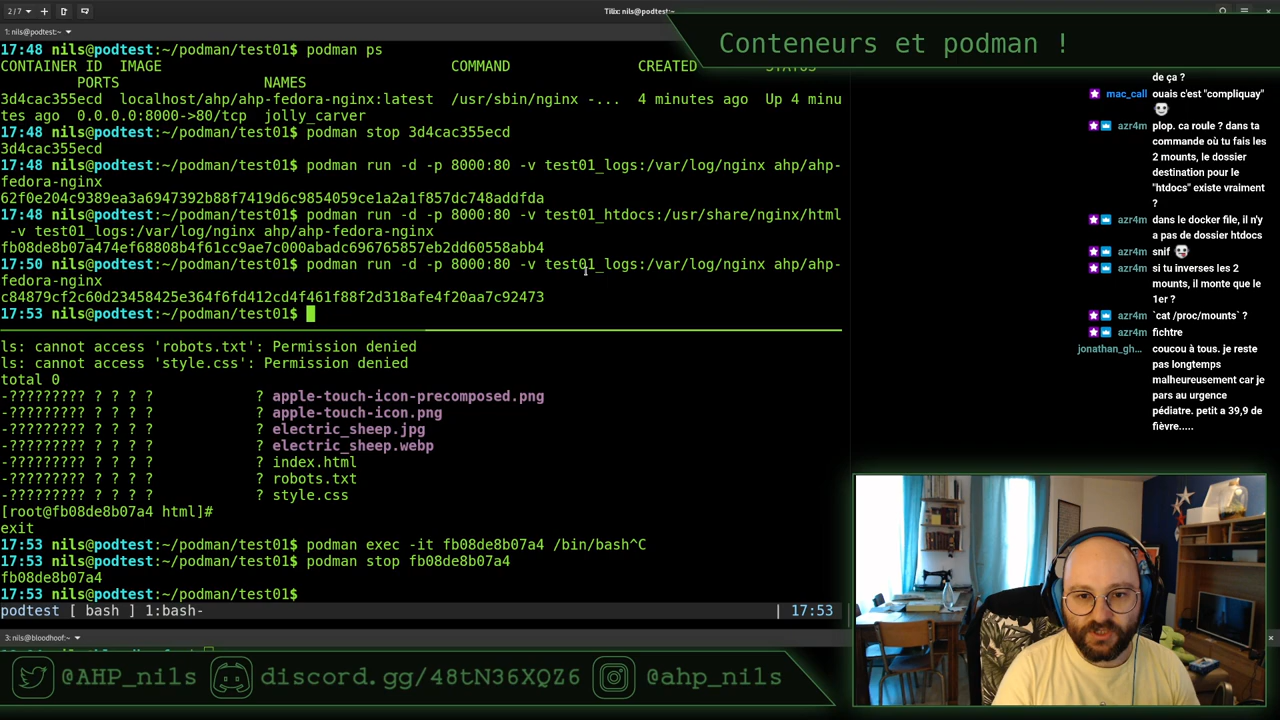 2/7
Tilix: nils@podtest:~
1: nils@podtest:~
Conteneurs et podman !
17:48 nils@podtest:~/podman/test01$ podman ps
CONTAINER ID  IMAGE                                    COMMAND               CREATED        STATUS
PORTS                 NAMES
3d4cac355ecd  localhost/ahp/ahp-fedora-nginx:latest  /usr/sbin/nginx -...  4 minutes ago  Up 4 minu
tes ago  0.0.0.0:8000->80/tcp  jolly_carver
17:48 nils@podtest:~/podman/test01$ podman stop 3d4cac355ecd
3d4cac355ecd
17:48 nils@podtest:~/podman/test01$ podman run -d -p 8000:80 -v test01_logs:/var/log/nginx ahp/ahp-
fedora-nginx
62f0e204c9389ea3a6947392b88f7419d6c9854059ce1a2a1f857dc748addfda
17:48 nils@podtest:~/podman/test01$ podman run -d -p 8000:80 -v test01_htdocs:/usr/share/nginx/html
-v test01_logs:/var/log/nginx ahp/ahp-fedora-nginx
fb08de8b07a474ef68808b4f61cc9ae7c000abadc696765857eb2dd60558abb4
17:50 nils@podtest:~/podman/test01$ podman run -d -p 8000:80 -v test01_logs:/var/log/nginx ahp/ahp-
fedora-nginx
c84879cf2c60d23458425e364f6fd412cd4f461f88f2d318afe4f20aa7c92473
17:53 nils@podtest:~/podman/test01$
ls: cannot access 'robots.txt': Permission denied
ls: cannot access 'style.css': Permission denied
total 0
-????????? ? ? ? ?            ? apple-touch-icon-precomposed.png
-????????? ? ? ? ?            ? apple-touch-icon.png
-????????? ? ? ? ?            ? electric_sheep.jpg
-????????? ? ? ? ?            ? electric_sheep.webp
-????????? ? ? ? ?            ? index.html
-????????? ? ? ? ?            ? robots.txt
-????????? ? ? ? ?            ? style.css
[root@fb08de8b07a4 html]#
exit
17:53 nils@podtest:~/podman/test01$ podman exec -it fb08de8b07a4 /bin/bash^C
17:53 nils@podtest:~/podman/test01$ podman stop fb08de8b07a4
fb08de8b07a4
17:53 nils@podtest:~/podman/test01$
podtest [ bash ] 1:bash-                | 17:53
3: nils@bloodhoof:~
de ça ?
mac_call ouais c'est "compliquay"
azr4m plop. ca roule ? dans ta
commande où tu fais les
2 mounts, le dossier
destination pour le
"htdocs" existe vraiment
?
azr4m dans le docker file, il n'y
a pas de dossier htdocs
azr4m snif
azr4m si tu inverses les 2
mounts, il monte que le
1er ?
azr4m `cat /proc/mounts` ?
azr4m fichtre
jonathan_gh... coucou à tous. je reste
pas longtemps
malheureusement car je
pars au urgence
pédiatre. petit a 39,9 de
fièvre.....
@AHP_nils discord.gg/48tN36XQZ6 @ahp_nils